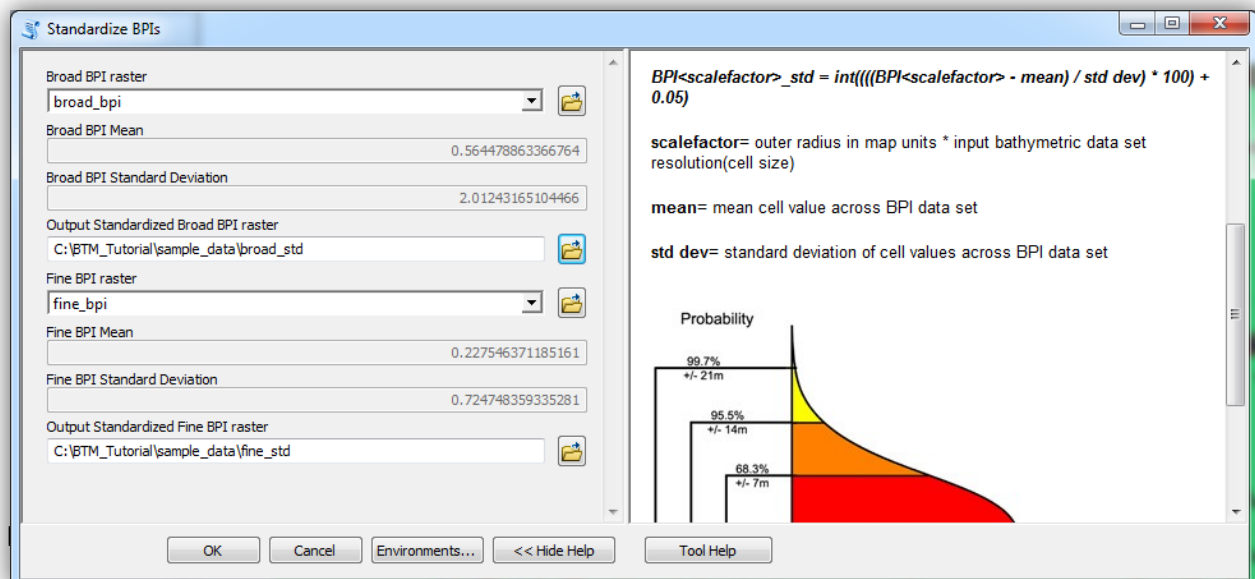 Standardize BPIs
Broad BPI raster
broad_bpi
Broad BPI Mean
0.564478863366764
Broad BPI Standard Deviation
2.01243165104466
Output Standardized Broad BPI raster
C:\BTM_Tutorial\sample_data\broad_std
Fine BPI raster
fine_bpi
Fine BPI Mean
0.227546371185161
Fine BPI Standard Deviation
0.724748359335281
Output Standardized Fine BPI raster
C:\BTM_Tutorial\sample_data\fine_std
BPI<scalefactor>_std = int((((BPI<scalefactor> - mean) / std dev) * 100) +
0.05)
scalefactor= outer radius in map units * input bathymetric data set
resolution(cell size)
mean= mean cell value across BPI data set
std dev= standard deviation of cell values across BPI data set
Probability
99.7%
+/- 21m
95.5%
+/- 14m
68.3%
+/- 7m
OK
Cancel
Environments...
<< Hide Help
Tool Help